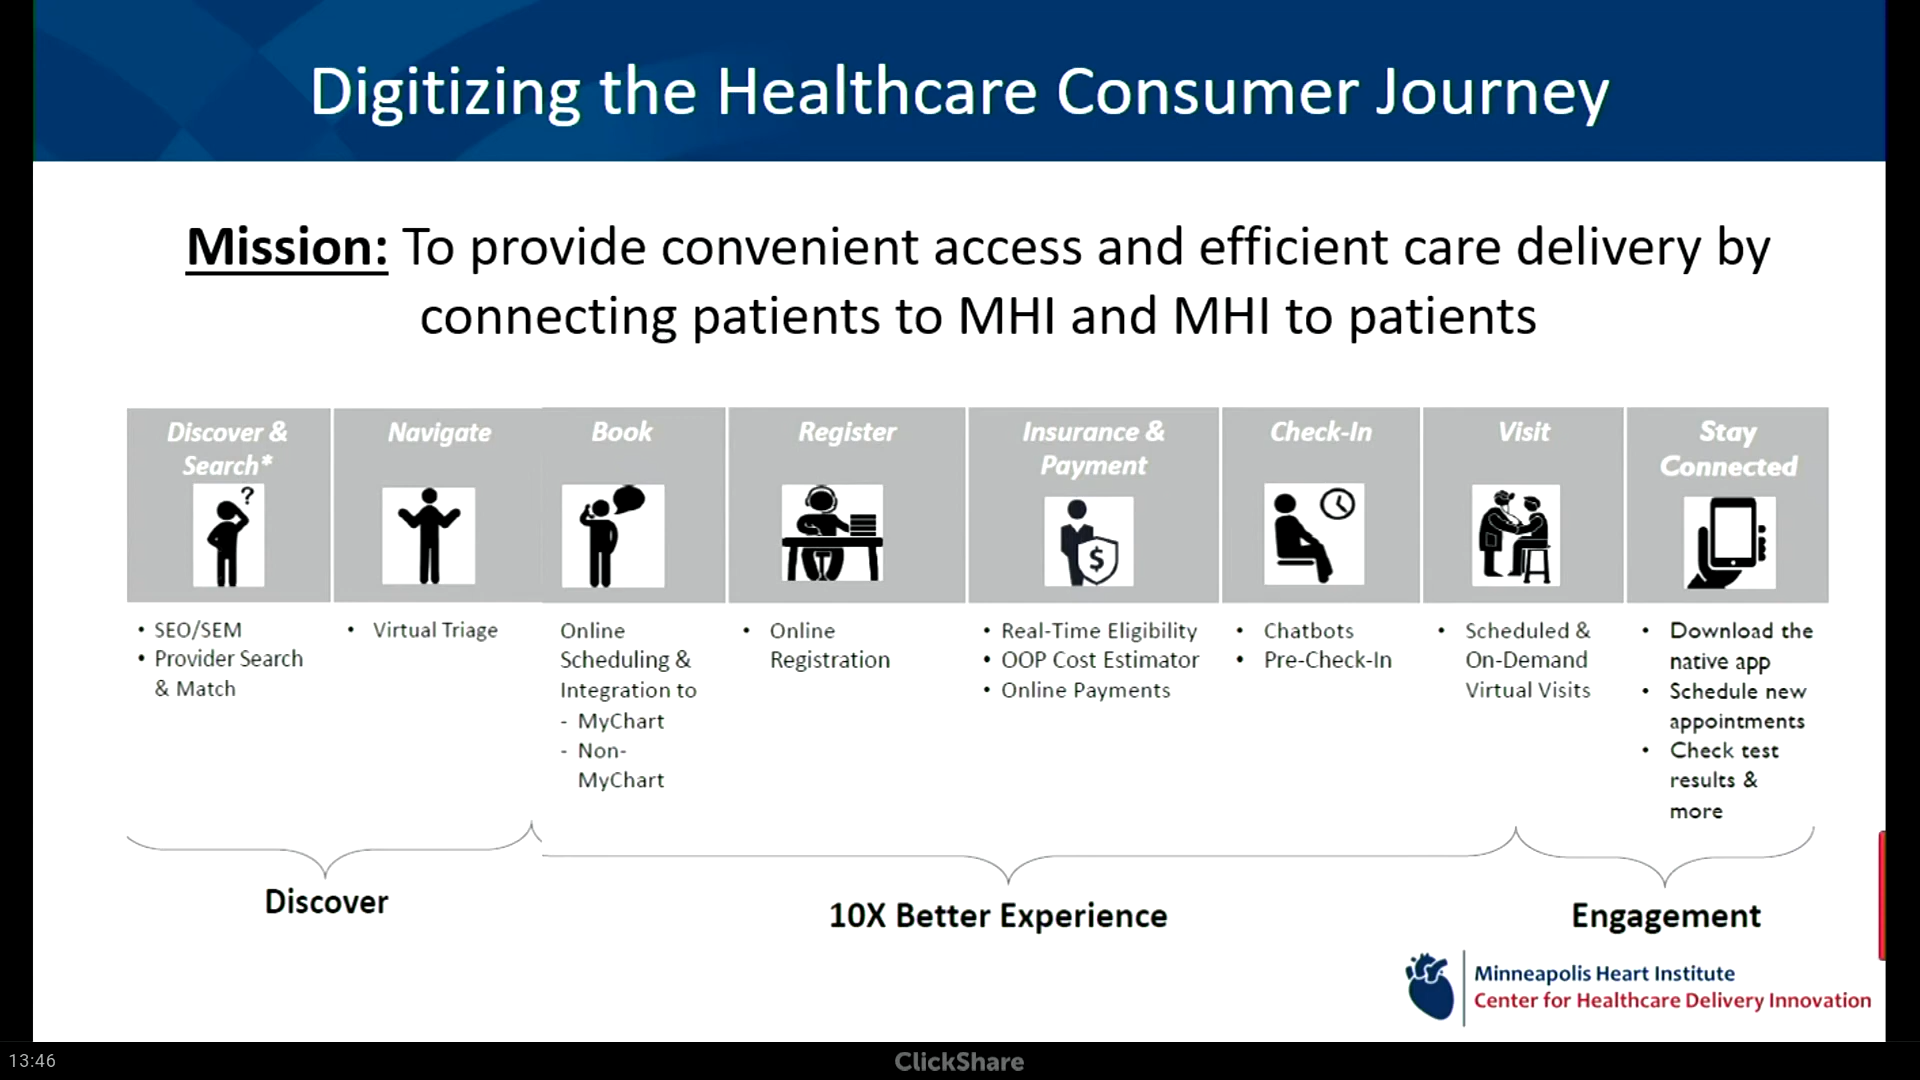 Digitizing the Healthcare Consumer Journey
Mission: To provide convenient access and efficient care delivery by
connecting patients to MHI and MHI to patients
Discover &
Search*
?
• SEO/SEM
• Provider Search
& Match
Navigate
• Virtual Triage
Book
Online
Scheduling &
Integration to
- MyChart
- Non-
MyChart
Register
• Online
Registration
Insurance &
Payment
$
• Real-Time Eligibility
• OOP Cost Estimator
• Online Payments
Check-In
• Chatbots
• Pre-Check-In
Visit
• Scheduled &
On-Demand
Virtual Visits
Stay
Connected
• Download the
native app
• Schedule new
appointments
• Check test
results &
more
Discover
10X Better Experience
Engagement
Minneapolis Heart Institute
Center for Healthcare Delivery Innovation
13:46
ClickShare